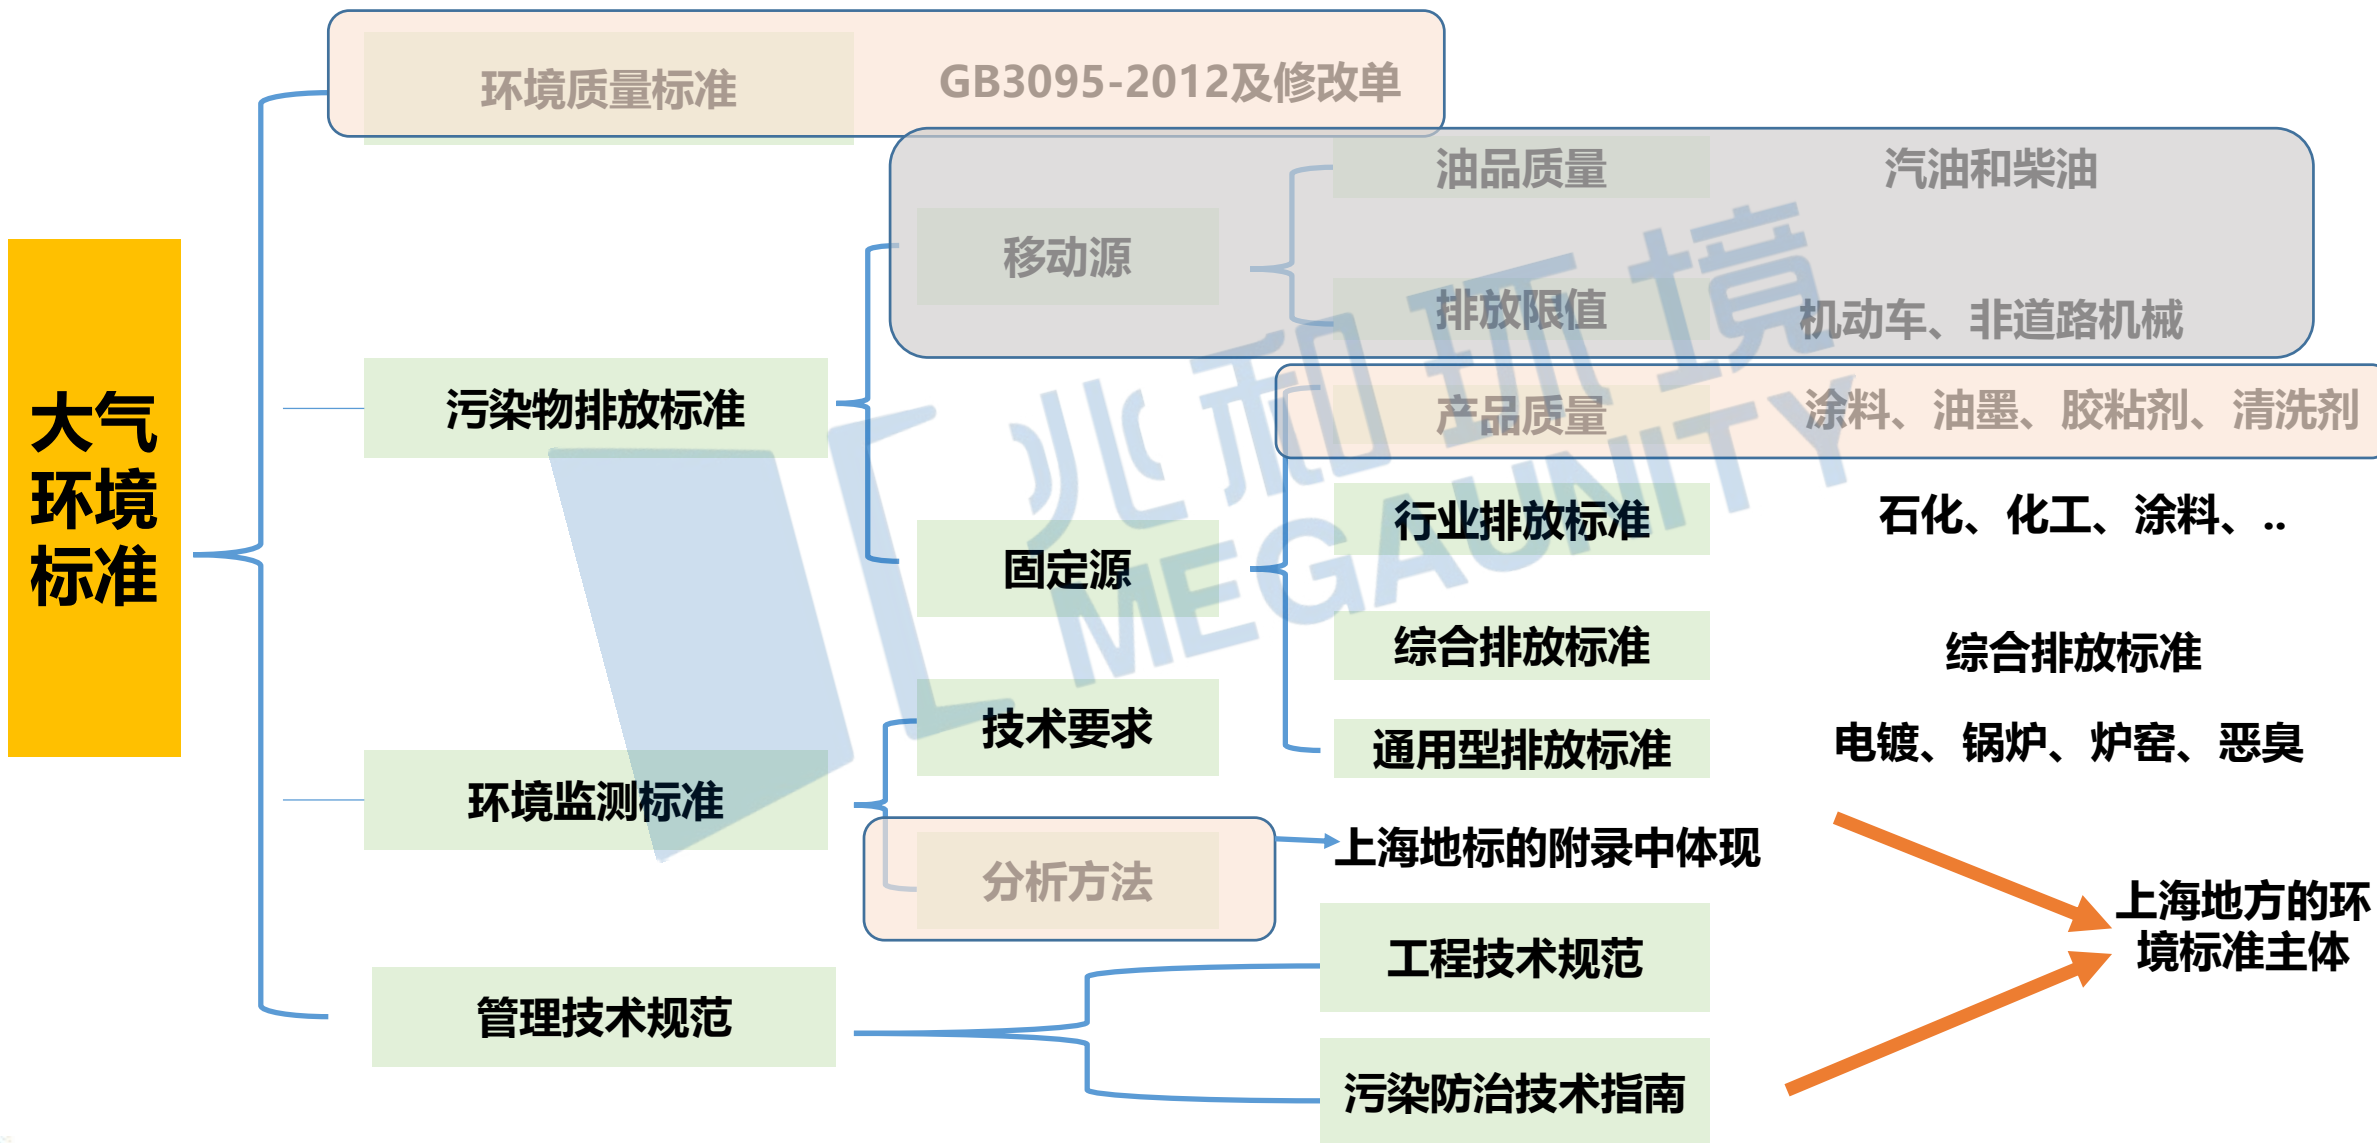 环境质量标准
GB3095-2012及修改单
油品质量
汽油和柴油
移动源
排放限值
机动车、非道路机械
大气
环境
标准
污染物排放标准
产品质量
涂料、油墨、胶粘剂、清洗剂
行业排放标准
石化、化工、涂料、..
固定源
综合排放标准
综合排放标准
技术要求
通用型排放标准
电镀、锅炉、炉窑、恶臭
环境监测标准
上海地标的附录中体现
分析方法
上海地方的环
境标准主体
工程技术规范
管理技术规范
污染防治技术指南
兆和环境
MEGAUNITY